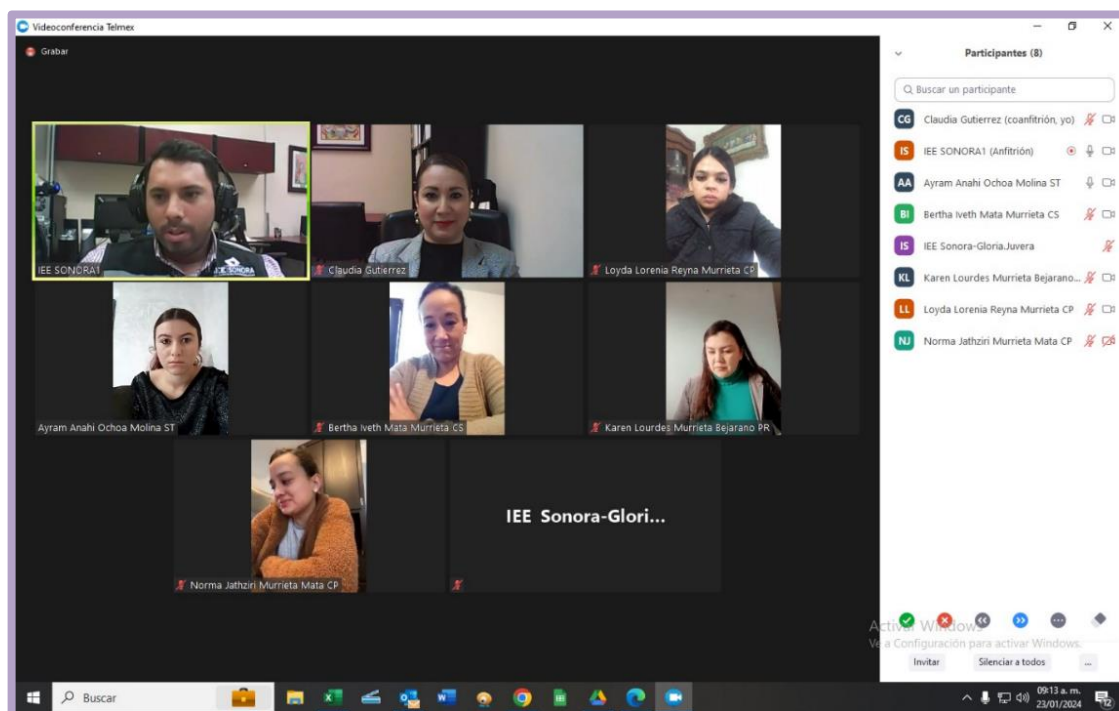 Videoconferencia Telmex
Grabar
IEE SONORA
IEE SONORA1
Claudia Gutierrez
Loyda Lorenia Reyna Murrieta CP
Ayram Anahi Ochoa Molina ST
Bertha Iveth Mata Murrieta CS
Karen Lourdes Murrieta Bejarano PR
Norma Jathziri Murrieta Mata CP
IEE Sonora-Glori...
Participantes (8)
Buscar un participante
CG Claudia Gutierrez (coanfitrión, yo)
IS IEE SONORA1 (Anfitrión)
AA Ayram Anahi Ochoa Molina ST
BI Bertha Iveth Mata Murrieta CS
IS IEE Sonora-Gloria.Juvera
KL Karen Lourdes Murrieta Bejarano...
LL Loyda Lorenia Reyna Murrieta CP
NJ Norma Jathziri Murrieta Mata CP
Activar Windows
Ve a Configuración para activar Windows.
Invitar Silenciar a todos ...
Buscar
09:13 a. m.
23/01/2024